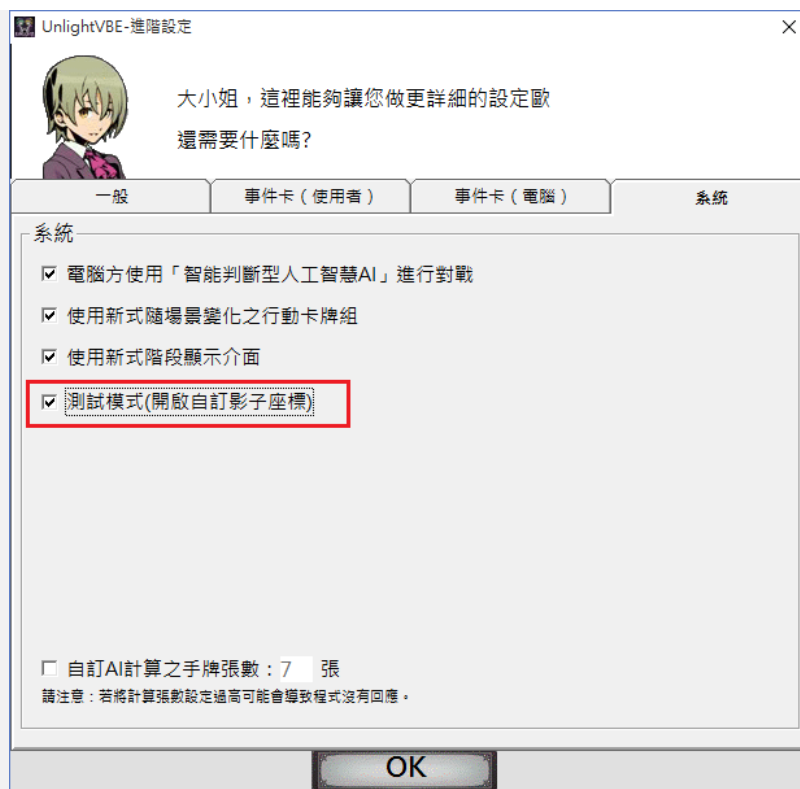 UnlightVBE-進階設定
大小姐，這裡能夠讓您做更詳細的設定歐
還需要什麼嗎?
一般
事件卡（使用者）
事件卡（電腦）
系統
系統
電腦方使用「智能判斷型人工智慧AI」進行對戰
使用新式隨場景變化之行動卡牌組
使用新式階段顯示介面
測試模式(開啟自訂影子座標)
自訂AI計算之手牌張數：7 張
請注意：若將計算張數設定過高可能會導致程式沒有回應。
OK